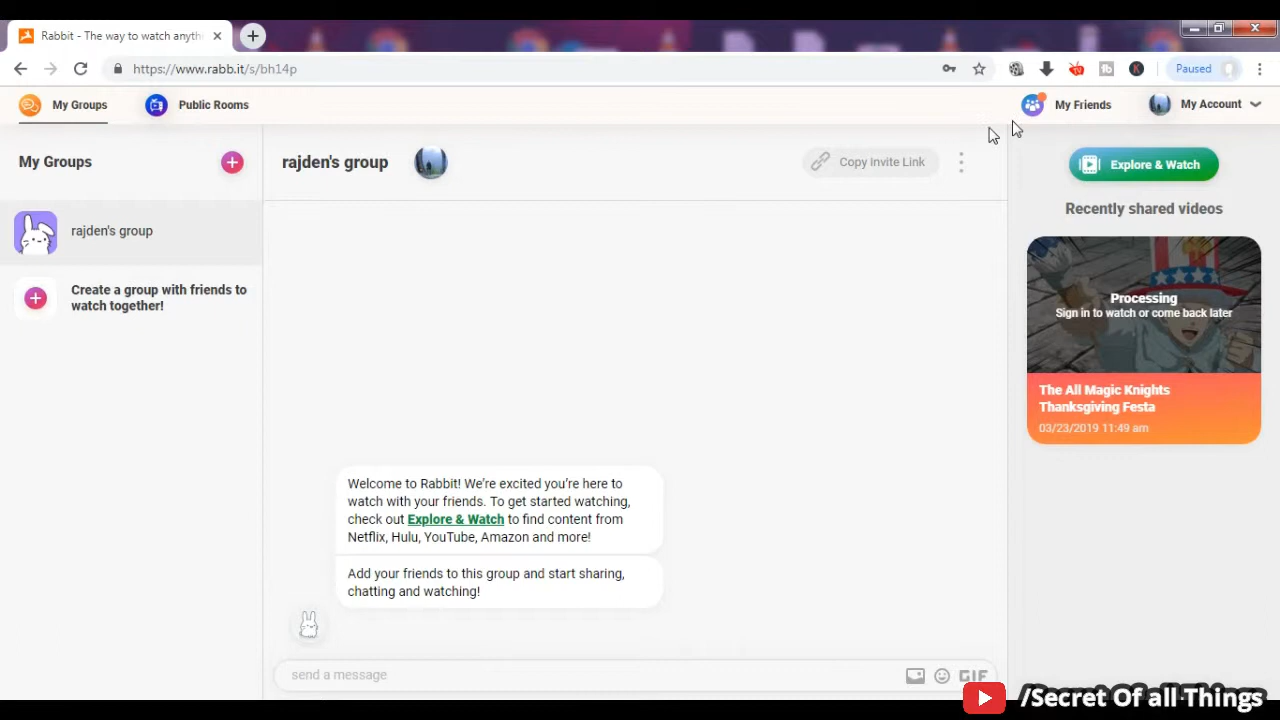 Rabbit - The way to watch anyth
https://www.rabb.it/s/bh14p
Paused
My Groups
Public Rooms
My Friends
My Account
My Groups
rajden's group
Create a group with friends to
watch together!
rajden's group
Copy Invite Link
Welcome to Rabbit! We're excited you're here to
watch with your friends. To get started watching,
check out Explore & Watch to find content from
Netflix, Hulu, YouTube, Amazon and more!
Add your friends to this group and start sharing,
chatting and watching!
send a message
GIF
Explore & Watch
Recently shared videos
Processing
Sign in to watch or come back later
The All Magic Knights
Thanksgiving Festa
03/23/2019 11:49 am
/Secret Of all Things